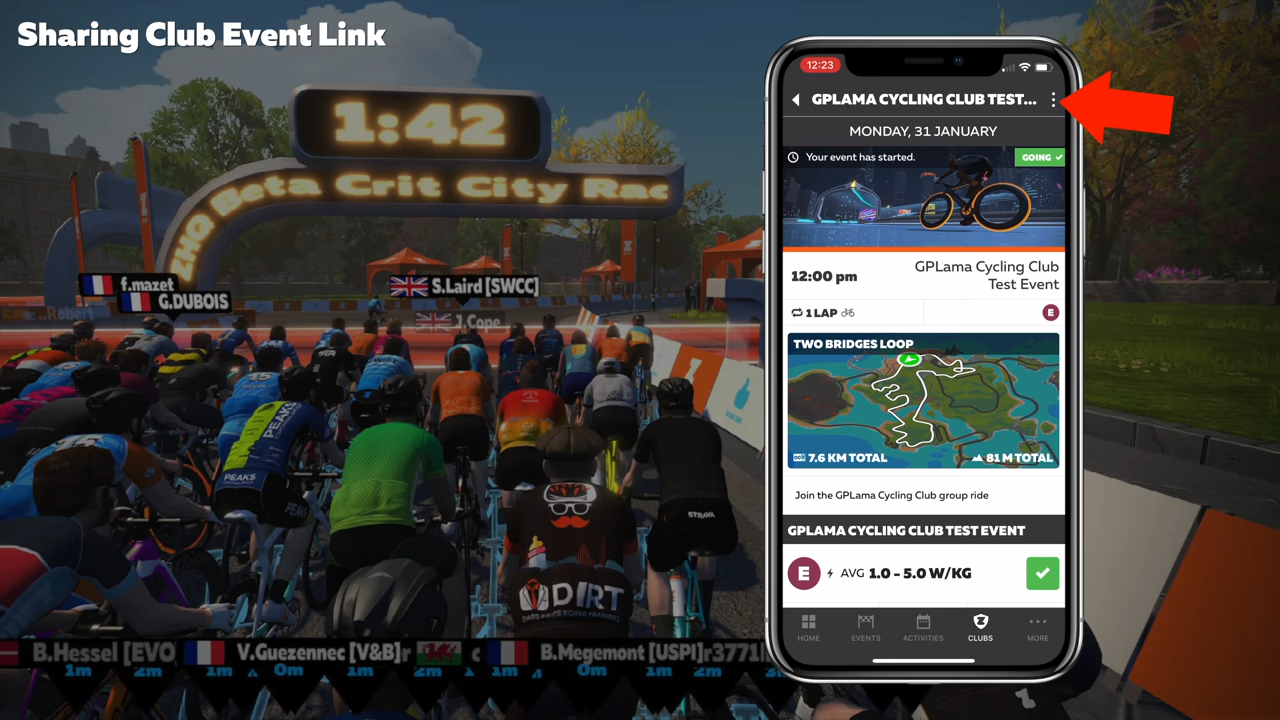 Sharing Club Event Link
1:42
ZHQ Beta Crit City Rac
f.mazet
G.DUBOIS
S.Laird [SWCC]
J.Cope
..Robert
PEAKS
PEAKS
STRAVA
DIRT
B.Hessel [EVO
V.Guezennec [V&B]r
c
B.Megemont [USPI]r3771
1m
2m
1m
0m
1m
0m
1m
2m
12:23
GPLAMA CYCLING CLUB TEST...
MONDAY, 31 JANUARY
Your event has started.
GOING
12:00 pm
GPLama Cycling Club
Test Event
1 LAP
E
TWO BRIDGES LOOP
7.6 KM TOTAL
81 M TOTAL
Join the GPLama Cycling Club group ride
GPLAMA CYCLING CLUB TEST EVENT
E
AVG 1.0 - 5.0 W/KG
HOME
EVENTS
ACTIVITIES
CLUBS
MORE